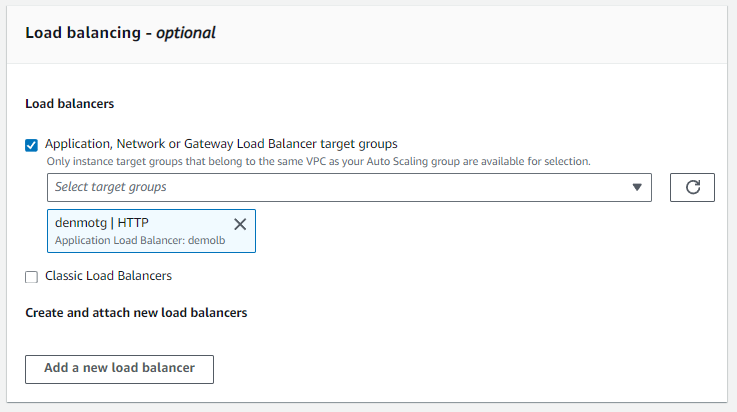 Load balancing - optional
Load balancers
Application, Network or Gateway Load Balancer target groups
Only instance target groups that belong to the same VPC as your Auto Scaling group are available for selection.
Select target groups
denmotg | HTTP
Application Load Balancer: demolb
Classic Load Balancers
Create and attach new load balancers
Add a new load balancer